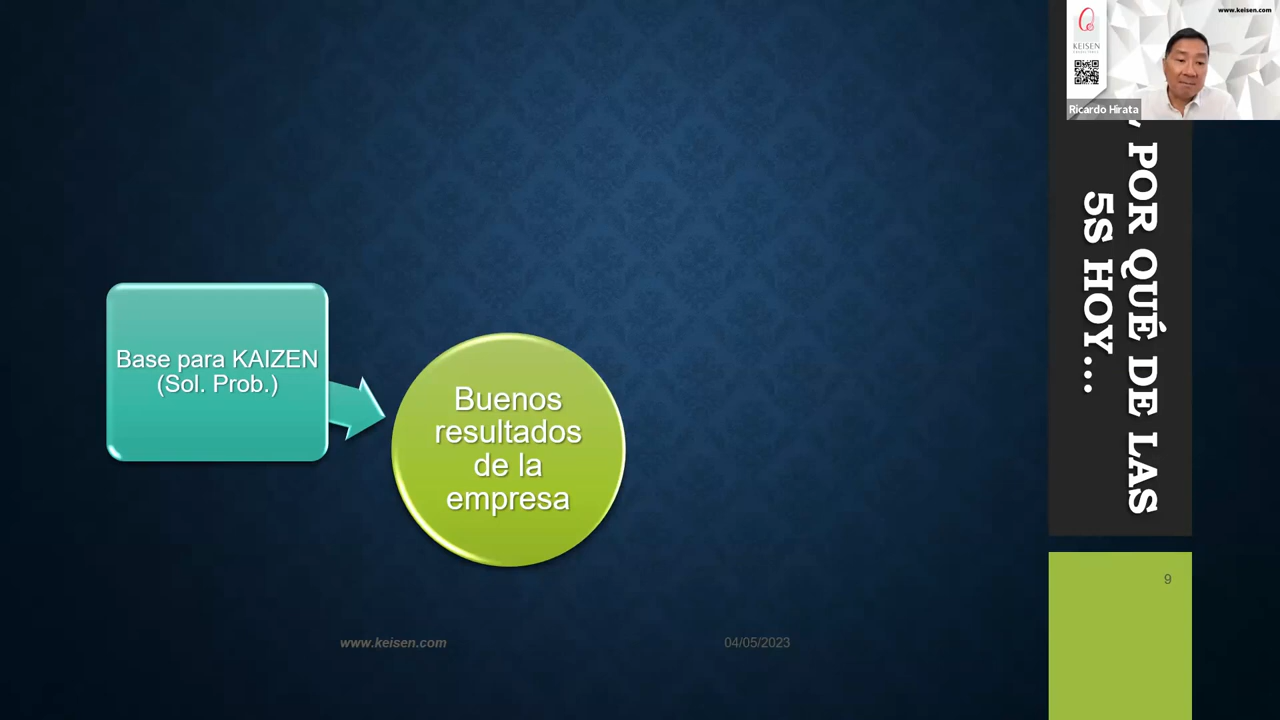 www.keisen.com
KEISEN
Ricardo Hirata
POR QUÉ DE LAS
5S HOY...
Base para KAIZEN
(Sol. Prob.)
Buenos
resultados
de la
empresa
9
www.keisen.com
04/05/2023